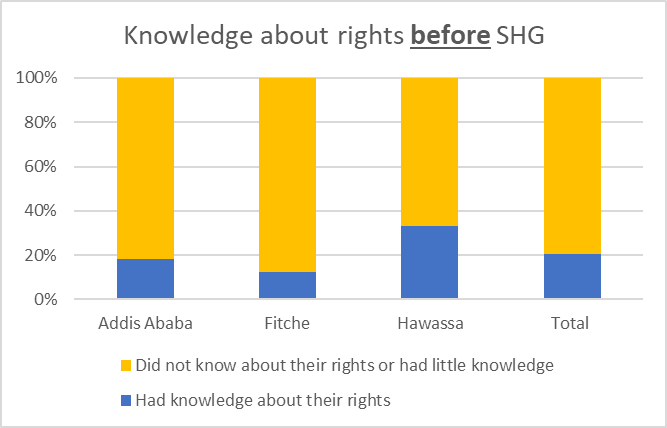 Knowledge about rights before SHG
100%
80%
60%
40%
20%
0%
Addis Ababa Fitche Hawassa Total
Did not know about their rights or had little knowledge
Had knowledge about their rights